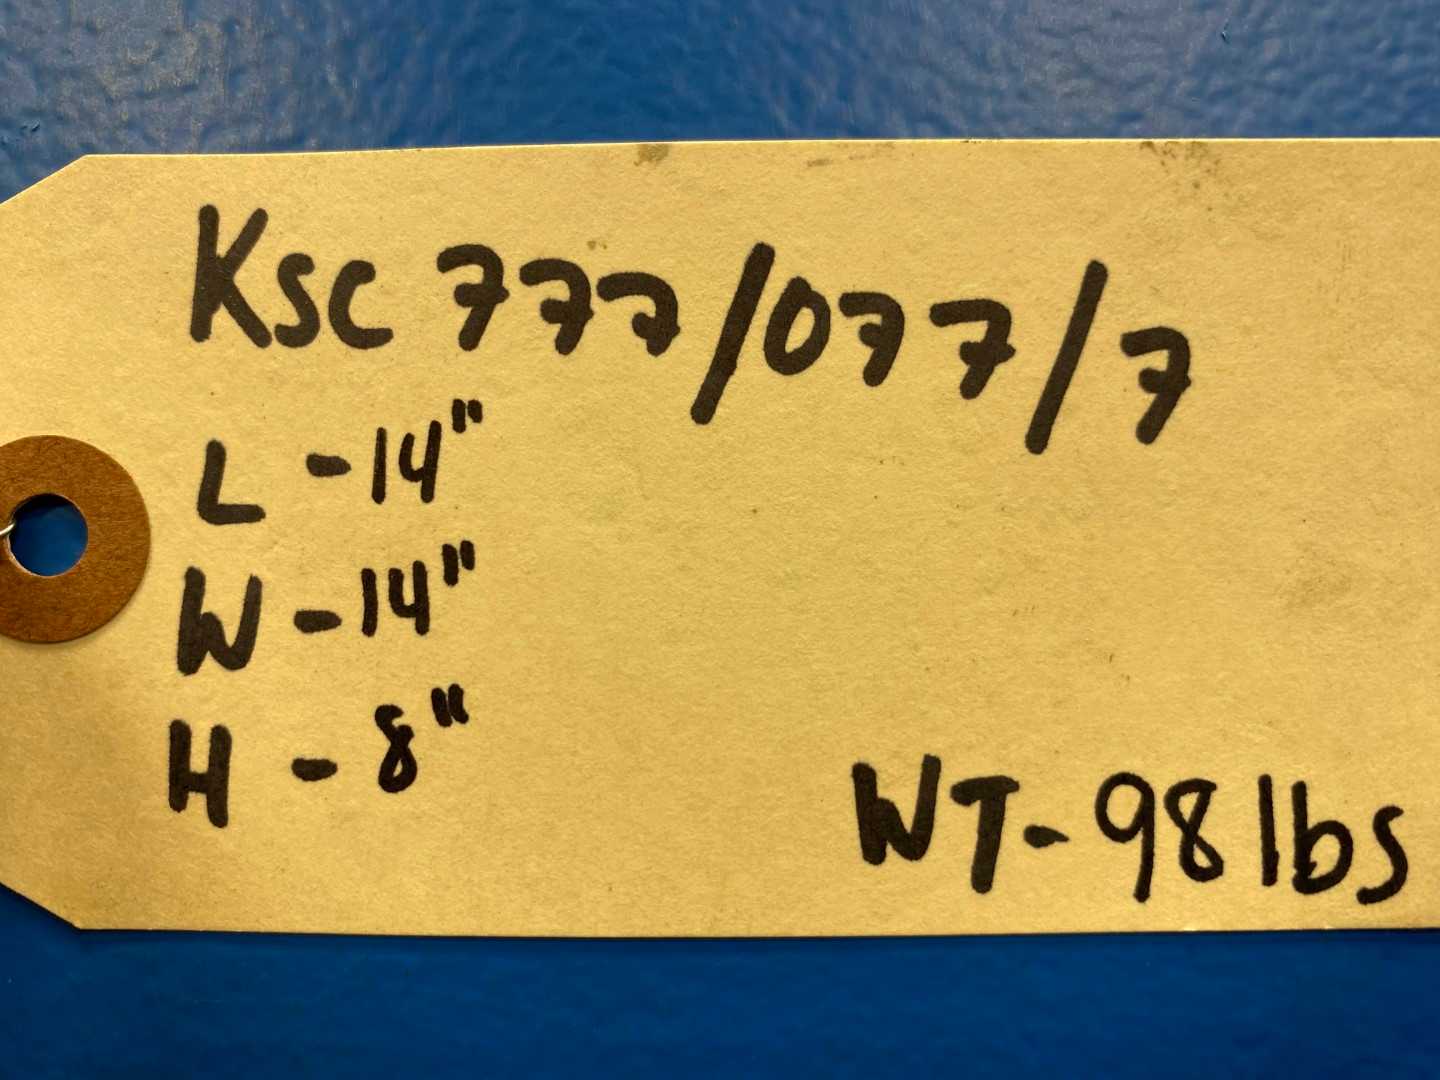 Ksc 777/077/7
L - 14"
W - 14"
H - 8"
WT - 98 lbs